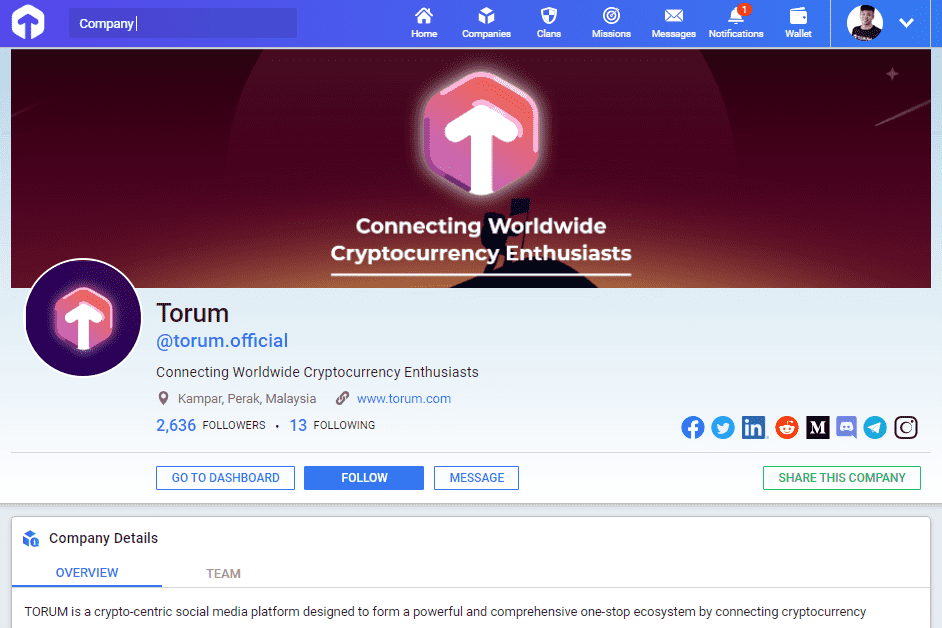 Company
Home
Companies
Clans
Missions
Messages
1
Notifications
Wallet
Connecting Worldwide
Cryptocurrency Enthusiasts
Torum
@torum.official
Connecting Worldwide Cryptocurrency Enthusiasts
Kampar, Perak, Malaysia www.torum.com
2,636 FOLLOWERS • 13 FOLLOWING
in M
GO TO DASHBOARD FOLLOW MESSAGE SHARE THIS COMPANY
Company Details
OVERVIEW TEAM
TORUM is a crypto-centric social media platform designed to form a powerful and comprehensive one-stop ecosystem by connecting cryptocurrency